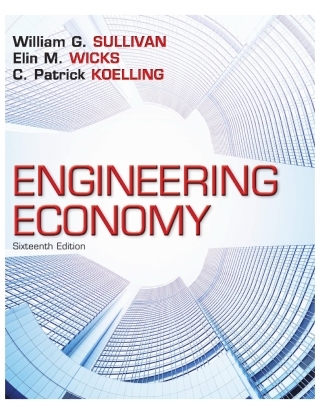 William G. SULLIVAN
Elin M. WICKS
C. Patrick KOELLING
ENGINEERING
ECONOMY
Sixteenth Edition